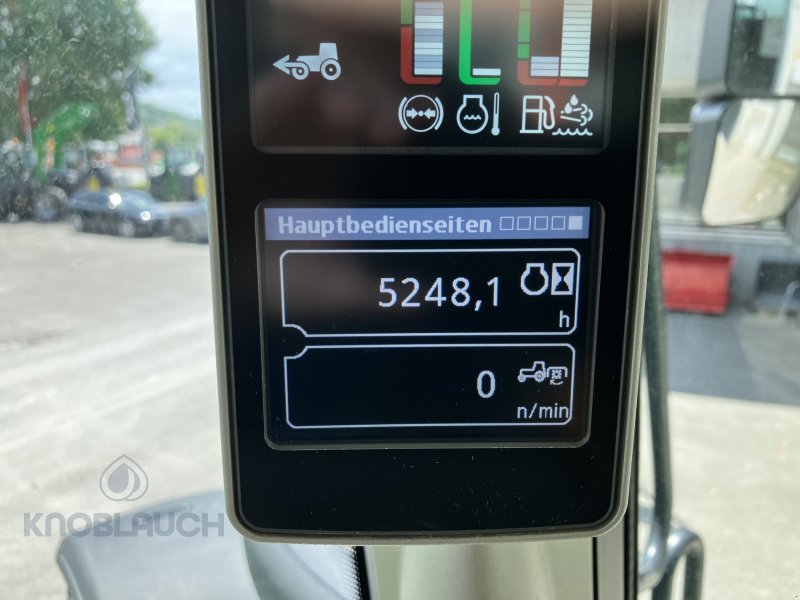 Hauptbedienseiten
5248,1
h
0
n/min
KNOBLAUCH